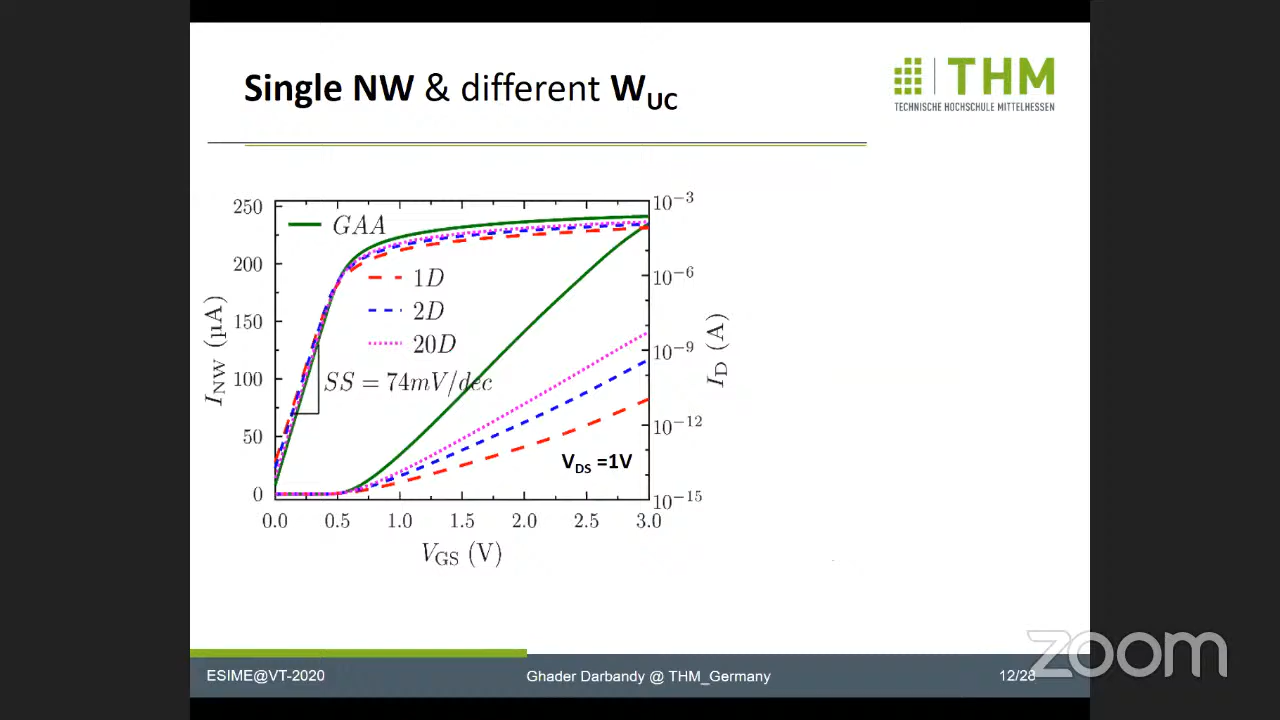 Single NW & different W_UC
THM
TECHNISCHE HOCHSCHULE MITTELHESSEN
250
200
150
100
50
0
I_NW (µA)
GAA
1D
2D
20D
SS = 74mV/dec
V_DS =1V
10^-3
10^-6
10^-9
10^-12
10^-15
I_D (A)
0.0 0.5 1.0 1.5 2.0 2.5 3.0
V_GS (V)
zoom
ESIME@VT-2020 Ghader Darbandy @ THM_Germany 12/28